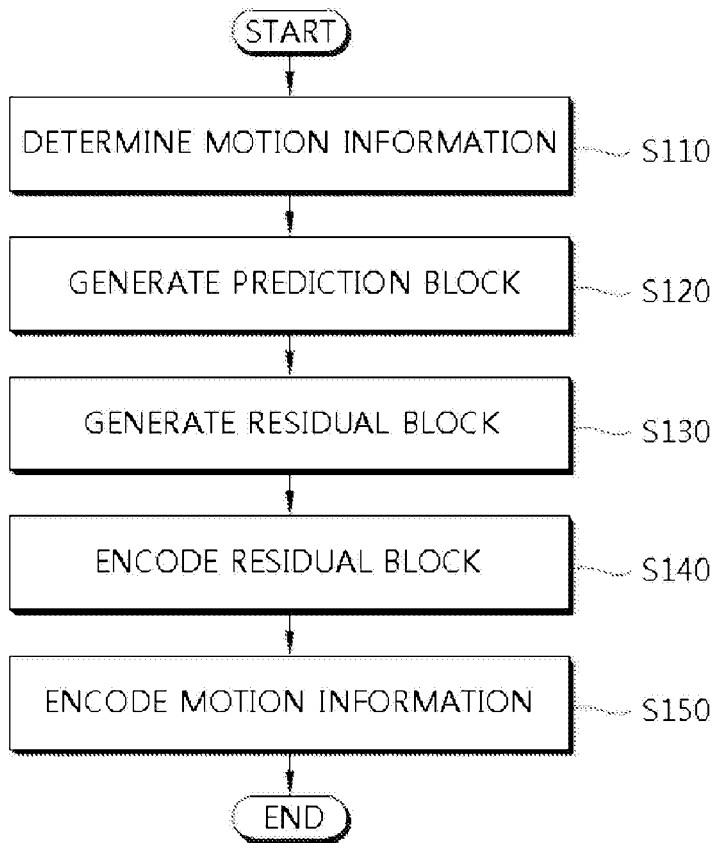 START
DETERMINE MOTION INFORMATION
S110
GENERATE PREDICTION BLOCK
S120
GENERATE RESIDUAL BLOCK
S130
ENCODE RESIDUAL BLOCK
S140
ENCODE MOTION INFORMATION
S150
END